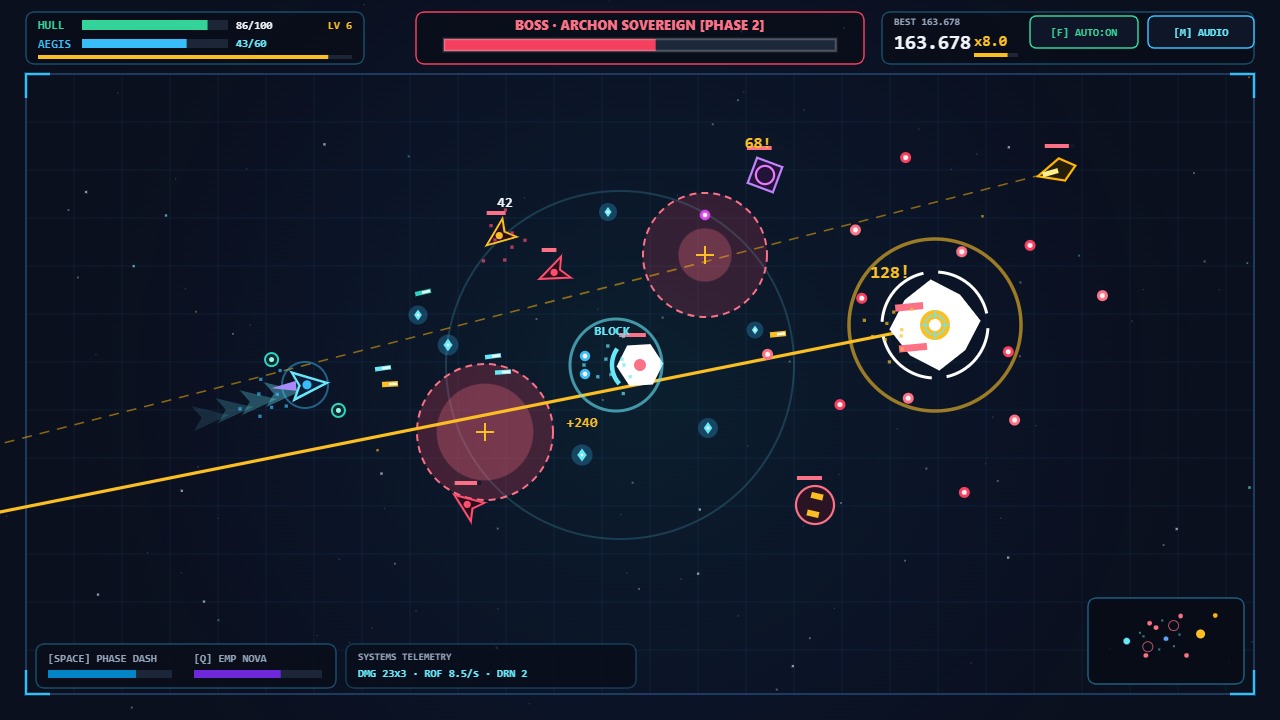 HULL 86/100 LV 6
AEGIS 43/60
BOSS · ARCHON SOVEREIGN [PHASE 2]
BEST 163.678
163.678 x8.0
[F] AUTO:ON
[M] AUDIO
68!
42
128!
BLOCK
+240
[SPACE] PHASE DASH
[Q] EMP NOVA
SYSTEMS TELEMETRY
DMG 23x3 · ROF 8.5/s · DRN 2